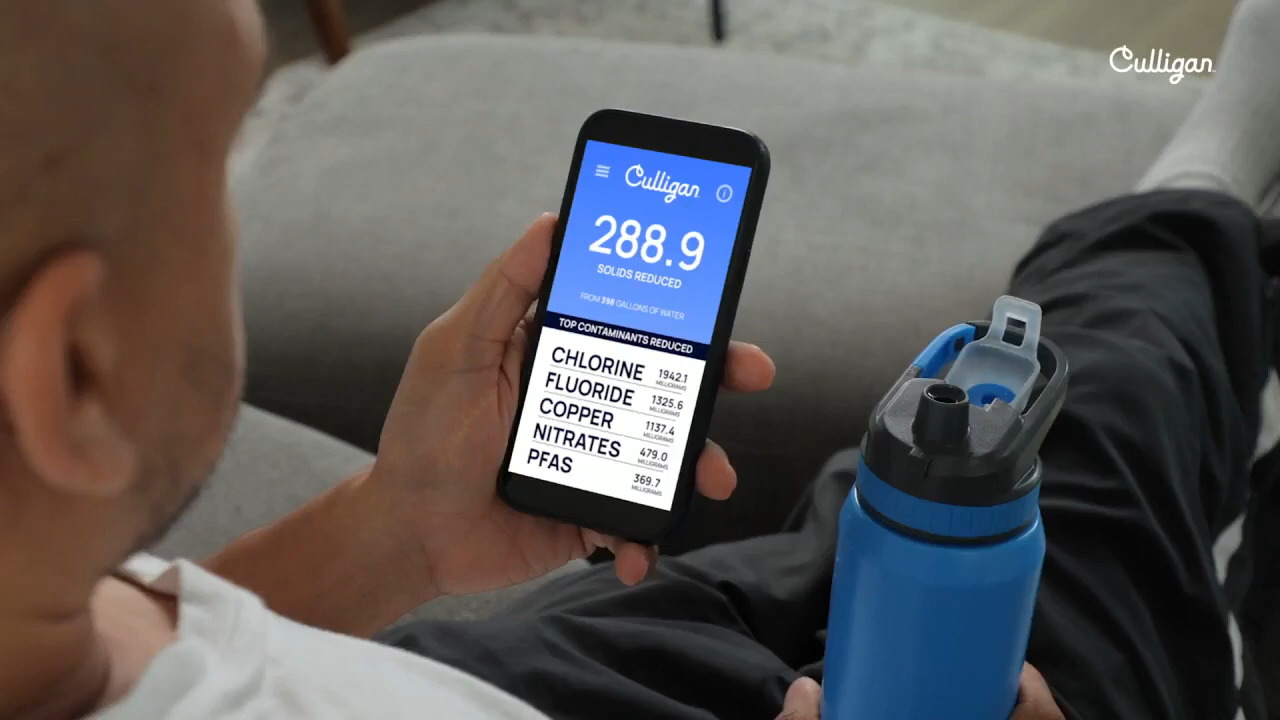 Culligan
Culligan
288.9
SOLIDS REDUCED
FROM 398 GALLONS OF WATER
TOP CONTAMINANTS REDUCED
CHLORINE 1942.1
MILLIGRAMS
FLUORIDE 1325.6
MILLIGRAMS
COPPER 1137.4
MILLIGRAMS
NITRATES 479.0
MILLIGRAMS
PFAS 369.7
MILLIGRAMS